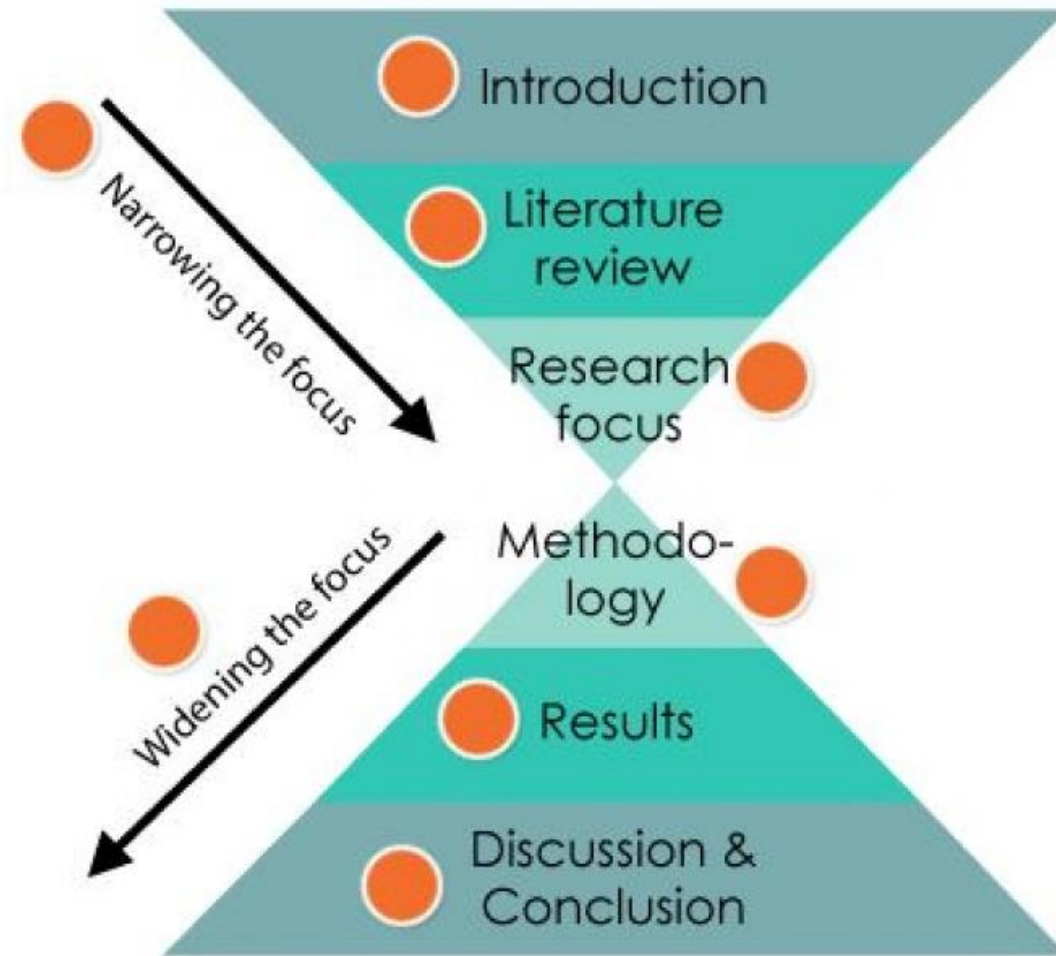 Introduction
Literature
review
Narrowing the focus
Research
focus
Methodo-
logy
Widening the focus
Results
Discussion &
Conclusion